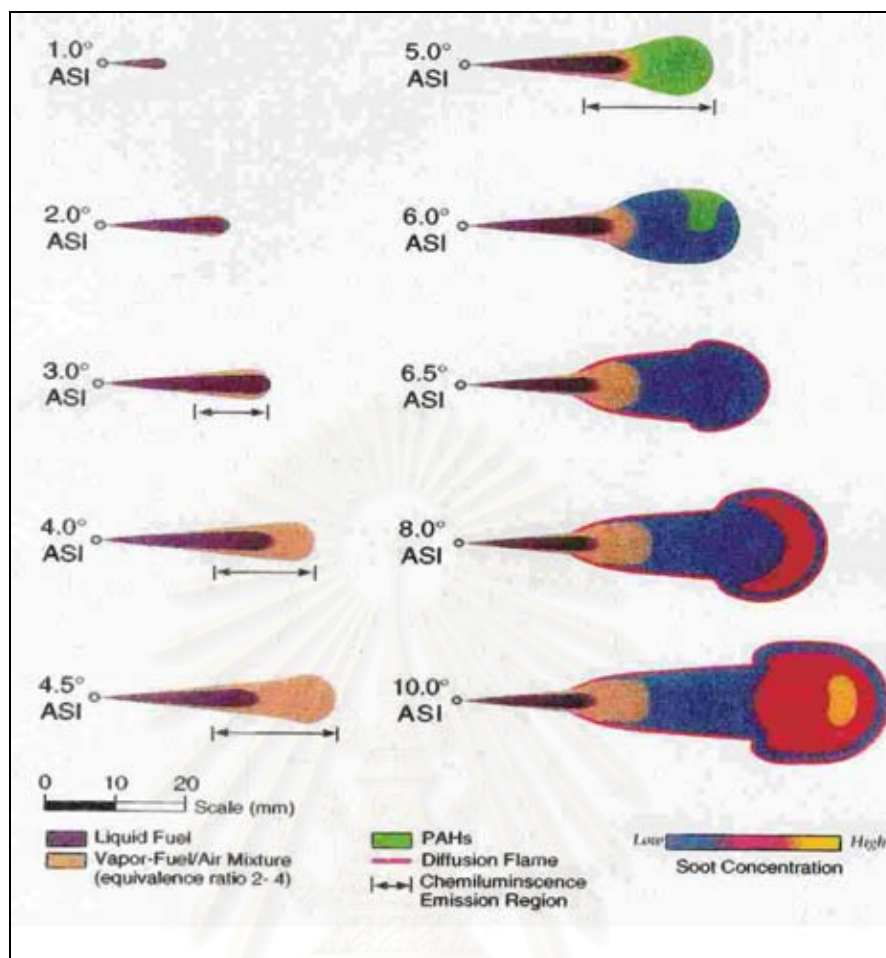 1.0°
ASI
2.0°
ASI
3.0°
ASI
4.0°
ASI
4.5°
ASI
5.0°
ASI
6.0°
ASI
6.5°
ASI
8.0°
ASI
10.0°
ASI
0 10 20
Scale (mm)
Liquid Fuel
Vapor-Fuel/Air Mixture
(equivalence ratio 2- 4)
PAHs
Diffusion Flame
Chemiluminscence
Emission Region
Low High
Soot Concentration